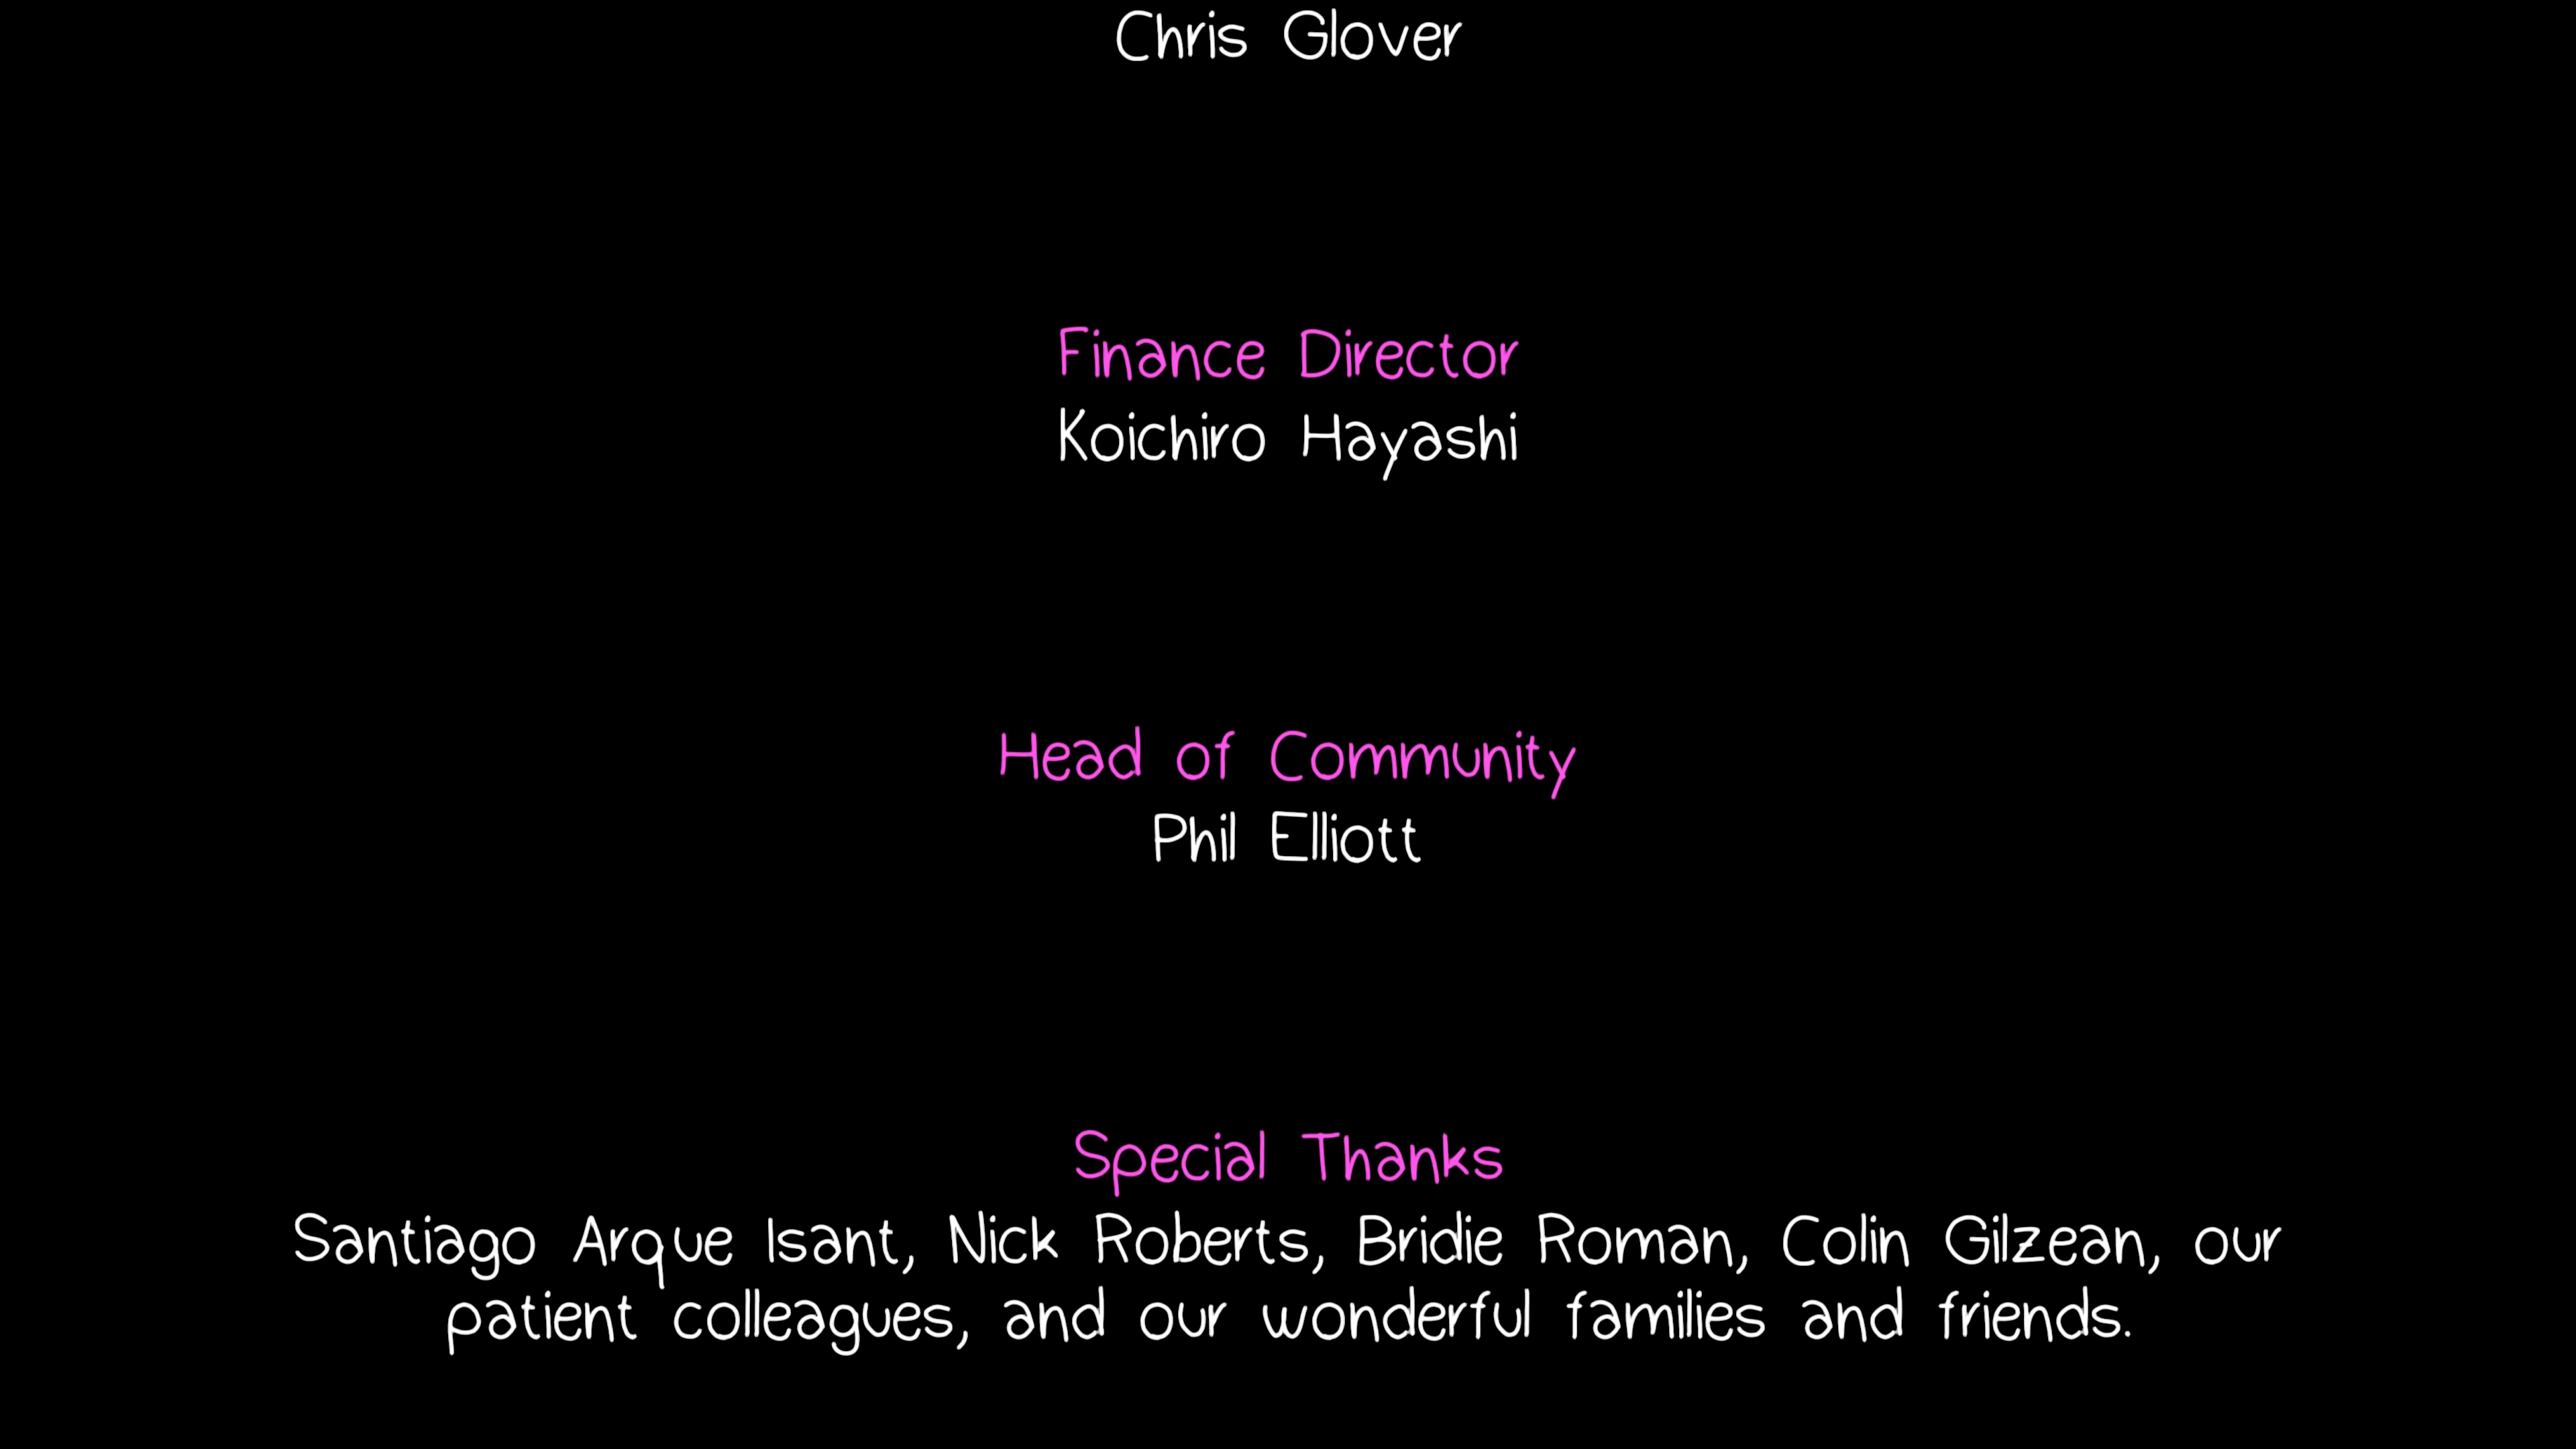 Chris Glover
Finance Director
Koichiro Hayashi
Head of Community
Phil Elliott
Special Thanks
Santiago Arque Isant, Nick Roberts, Bridie Roman, Colin Gilzean, our
patient colleagues, and our wonderful families and friends.